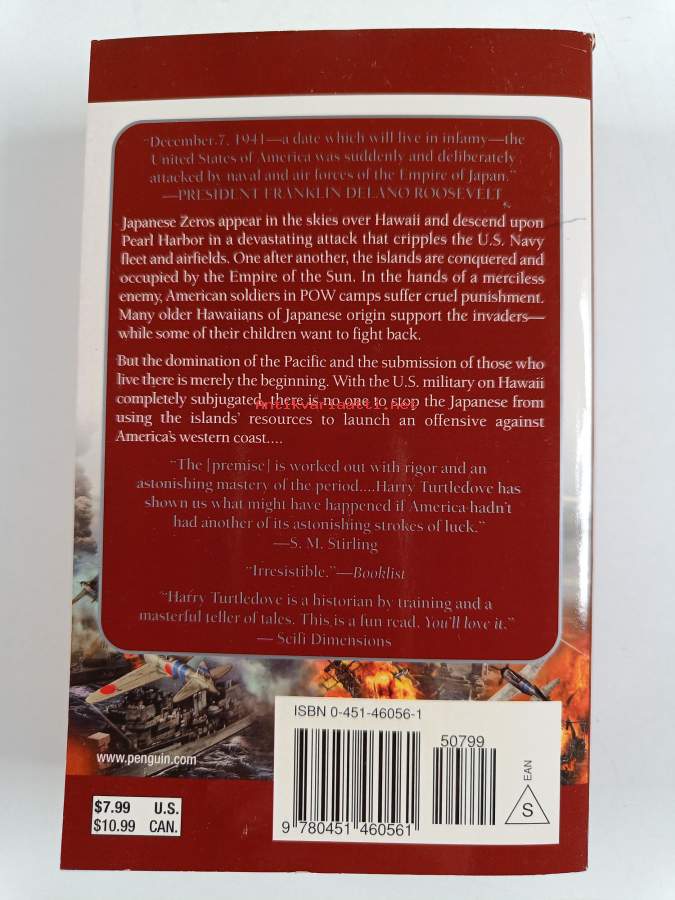 "December 7, 1941—a date which will live in infamy—the
United States of America was suddenly and deliberately
attacked by naval and air forces of the Empire of Japan."
—PRESIDENT FRANKLIN DELANO ROOSEVELT
Japanese Zeros appear in the skies over Hawaii and descend upon
Pearl Harbor in a devastating attack that cripples the U.S. Navy
fleet and airfields. One after another, the islands are conquered and
occupied by the Empire of the Sun. In the hands of a merciless
enemy, American soldiers in POW camps suffer cruel punishment.
Many older Hawaiians of Japanese origin support the invaders—
while some of their children want to fight back.
But the domination of the Pacific and the submission of those who
live there is merely the beginning. With the U.S. military on Hawaii
completely subjugated, there is no one to stop the Japanese from
Antikvariaatti.net
using the islands' resources to launch an offensive against
America's western coast....
"The [premise] is worked out with rigor and an
astonishing mastery of the period....Harry Turtledove has
shown us what might have happened if America hadn't
had another of its astonishing strokes of luck."
—S. M. Stirling
"Irresistible."—Booklist
"Harry Turtledove is a historian by training and a
masterful teller of tales. This is a fun read. You'll love it."
— Scifi Dimensions
ISBN 0-451-46056-1
50799
EAN
S
www.penguin.com
$7.99 U.S.
$10.99 CAN.
9 780451 460561